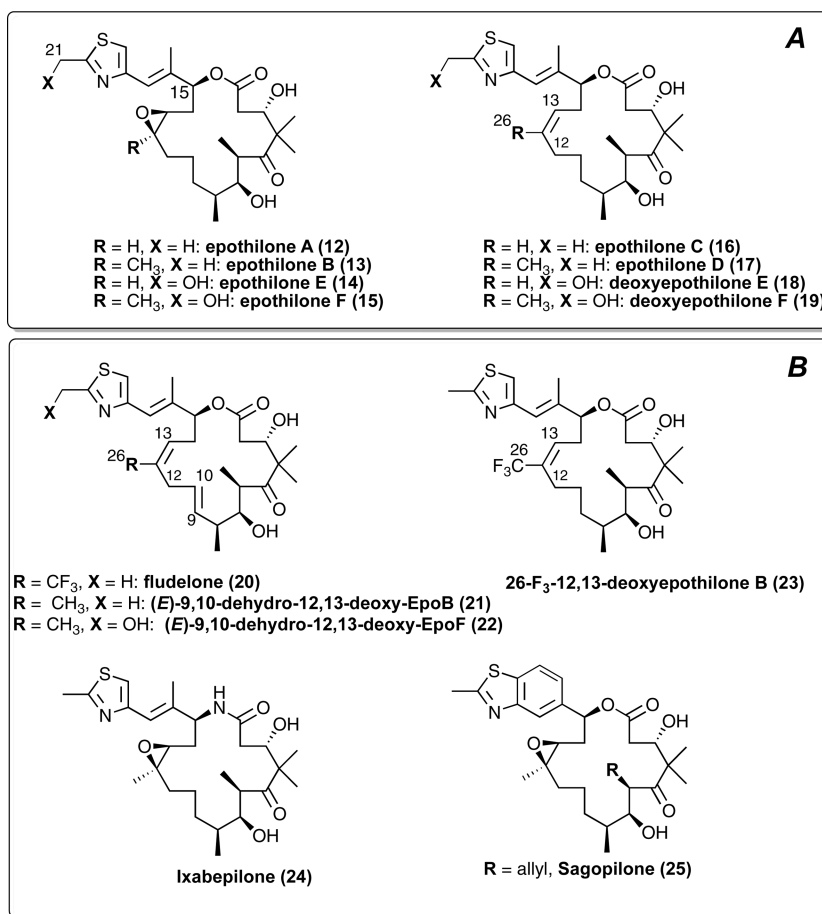 A
21
S
X
N
15
O
O
OH
O
R
O
OH
R = H, X = H: epothilone A (12)
R = CH3, X = H: epothilone B (13)
R = H, X = OH: epothilone E (14)
R = CH3, X = OH: epothilone F (15)
S
X
N
O
O
13
OH
26
R
12
O
OH
R = H, X = H: epothilone C (16)
R = CH3, X = H: epothilone D (17)
R = H, X = OH: deoxyepothilone E (18)
R = CH3, X = OH: deoxyepothilone F (19)
B
S
X
N
O
O
13
OH
26
R
12
10
O
9
OH
R = CF3, X = H: fludelone (20)
R = CH3, X = H: (E)-9,10-dehydro-12,13-deoxy-EpoB (21)
R = CH3, X = OH: (E)-9,10-dehydro-12,13-deoxy-EpoF (22)
S
N
O
O
13
OH
26
F3C
12
O
OH
26-F3-12,13-deoxyepothilone B (23)
S
N
H
N
O
OH
O
O
OH
Ixabepilone (24)
S
N
O
O
OH
O
R
O
OH
R = allyl, Sagopilone (25)